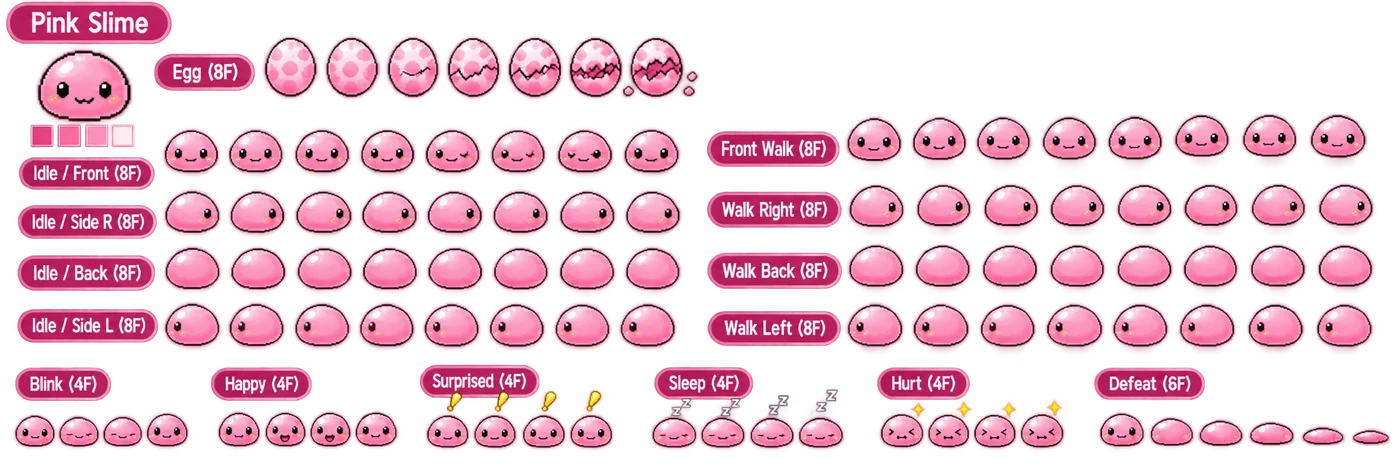 Pink Slime
Egg (8F)
Idle / Front (8F)
Front Walk (8F)
Idle / Side R (8F)
Walk Right (8F)
Idle / Back (8F)
Walk Back (8F)
Idle / Side L (8F)
Walk Left (8F)
Blink (4F)
Happy (4F)
Surprised (4F)
Sleep (4F)
Hurt (4F)
Defeat (6F)
! ! ! !
z z z z z z z z